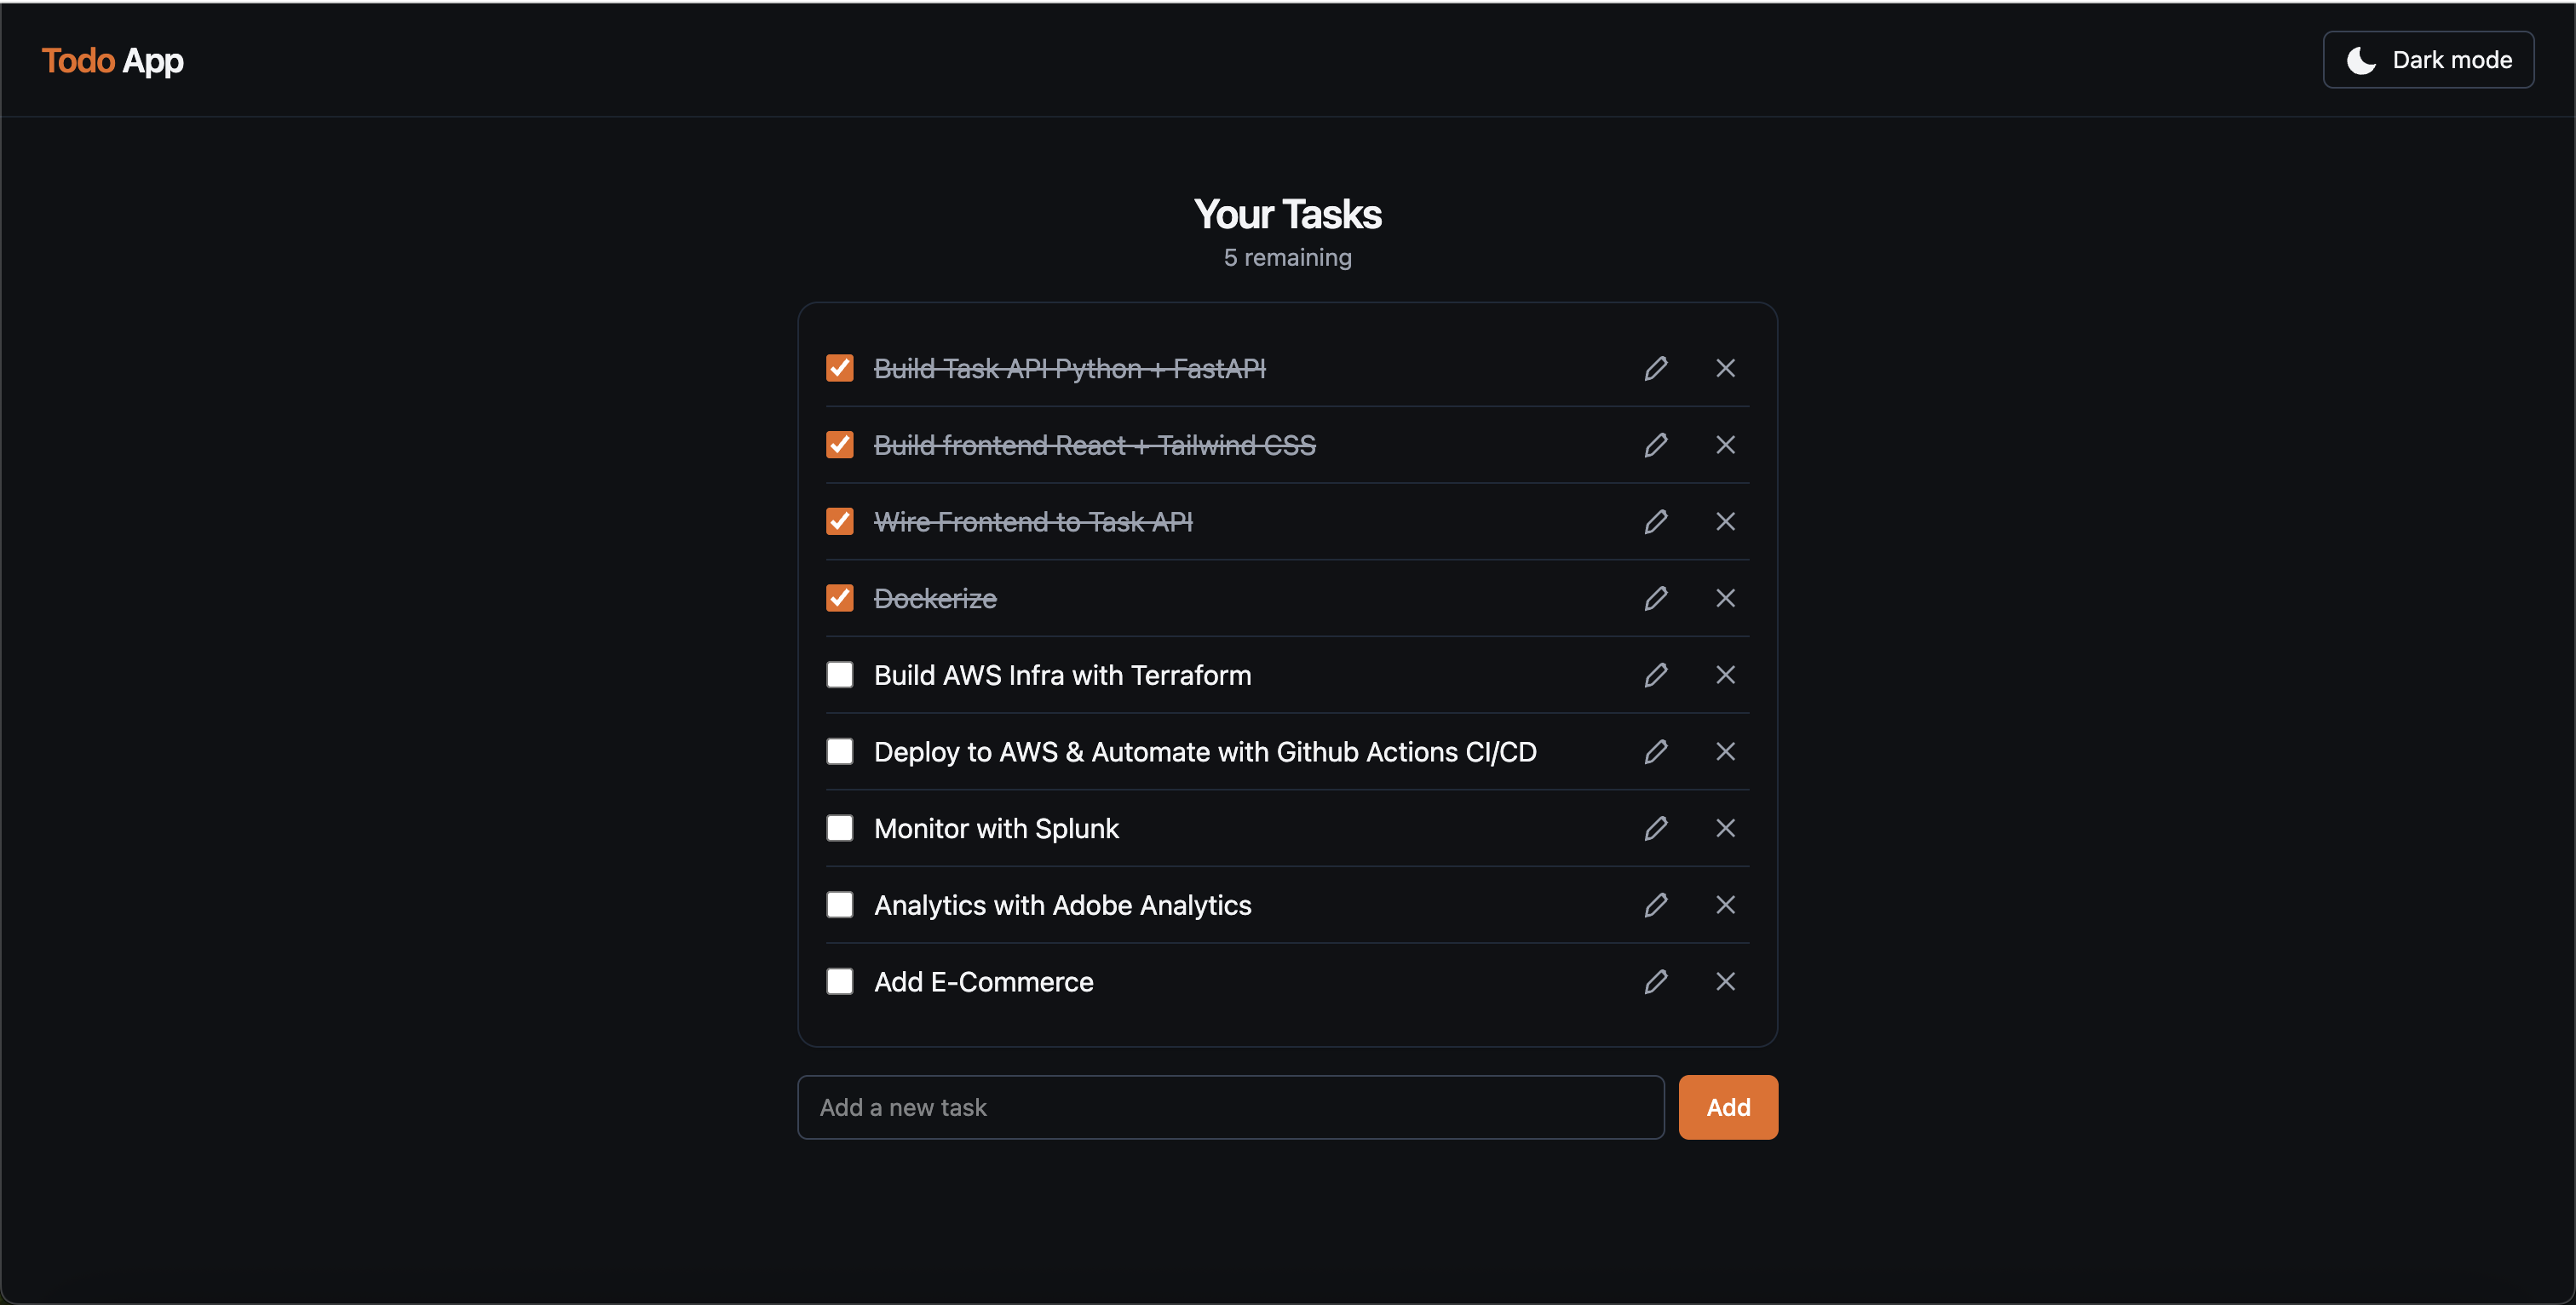 Todo App
Dark mode
Your Tasks
5 remaining
Build Task API Python + FastAPI
Build frontend React + Tailwind CSS
Wire Frontend to Task API
Dockerize
Build AWS Infra with Terraform
Deploy to AWS & Automate with Github Actions CI/CD
Monitor with Splunk
Analytics with Adobe Analytics
Add E-Commerce
Add a new task
Add